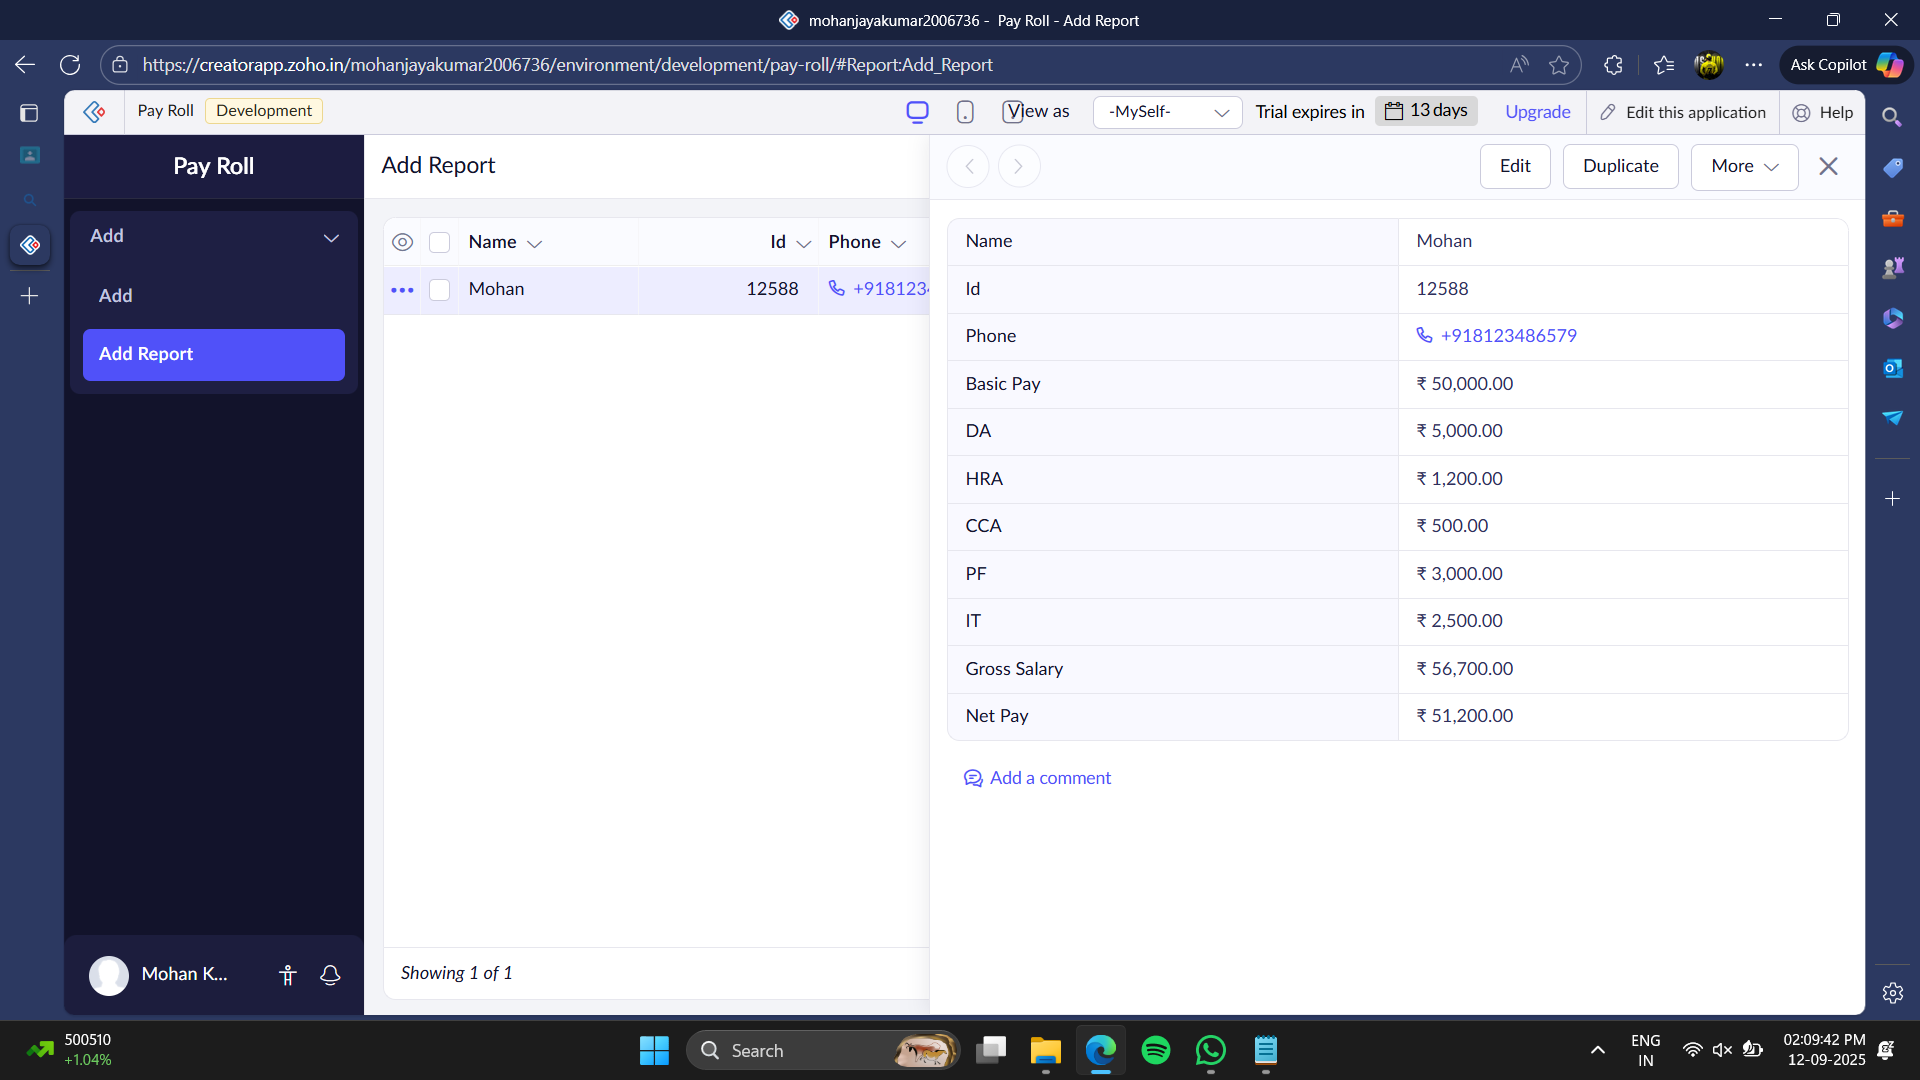 mohanjayakumar2006736 - Pay Roll - Add Report
https://creatorapp.zoho.in/mohanjayakumar2006736/environment/development/pay-roll/#Report:Add_Report
Ask Copilot
Pay Roll Development View as -MySelf- Trial expires in 13 days Upgrade Edit this application Help
Pay Roll
Add
Add
Add Report
Mohan K...
Add Report
Name Id Phone
Mohan 12588 +918123
Showing 1 of 1
Edit Duplicate More
Name Mohan
Id 12588
Phone +918123486579
Basic Pay ₹ 50,000.00
DA ₹ 5,000.00
HRA ₹ 1,200.00
CCA ₹ 500.00
PF ₹ 3,000.00
IT ₹ 2,500.00
Gross Salary ₹ 56,700.00
Net Pay ₹ 51,200.00
Add a comment
500510
+1.04%
Search
ENG
IN
02:09:42 PM
12-09-2025